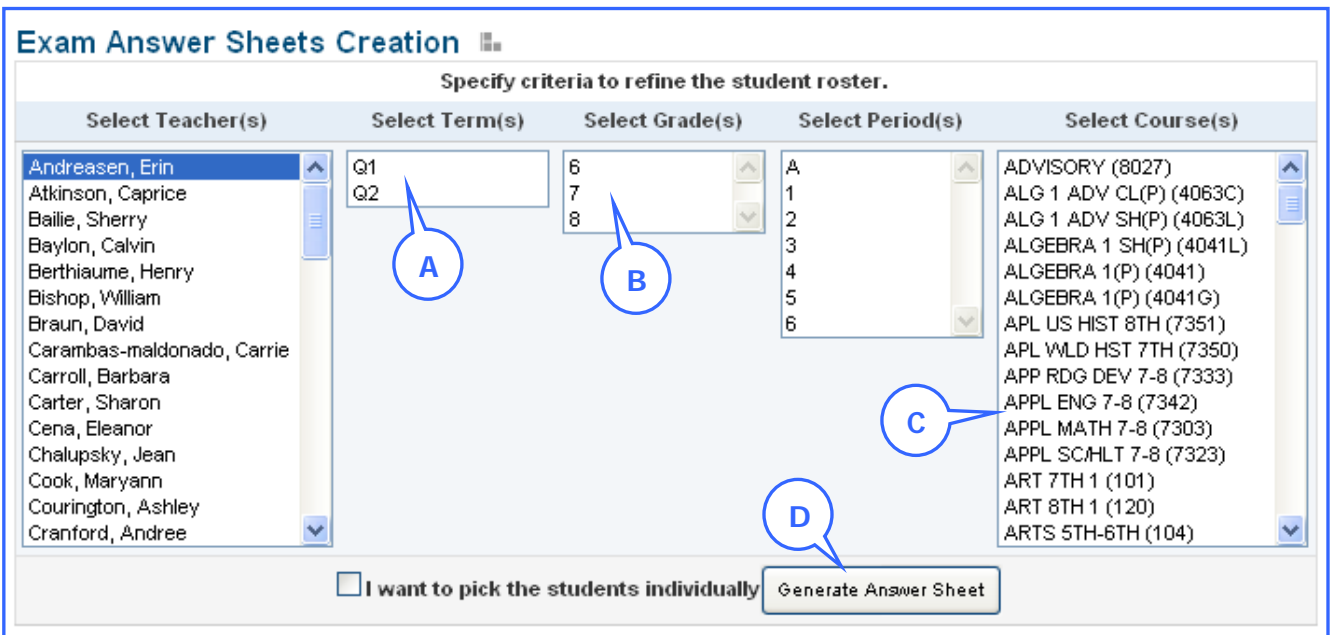 Exam Answer Sheets Creation
Specify criteria to refine the student roster.
Select Teacher(s) Select Term(s) Select Grade(s) Select Period(s) Select Course(s)
Andreasen, Erin
Atkinson, Caprice
Bailie, Sherry
Baylon, Calvin
Berthiaume, Henry
Bishop, William
Braun, David
Carambas-maldonado, Carrie
Carroll, Barbara
Carter, Sharon
Cena, Eleanor
Chalupsky, Jean
Cook, Maryann
Courington, Ashley
Cranford, Andree
Q1
Q2
A
6
7
8
B
A
1
2
3
4
5
6
ADVISORY (8027)
ALG 1 ADV CL(P) (4063C)
ALG 1 ADV SH(P) (4063L)
ALGEBRA 1 SH(P) (4041L)
ALGEBRA 1(P) (4041)
ALGEBRA 1(P) (4041G)
APL US HIST 8TH (7351)
APL WLD HST 7TH (7350)
APP RDG DEV 7-8 (7333)
APPL ENG 7-8 (7342)
APPL MATH 7-8 (7303)
APPL SC/HLT 7-8 (7323)
ART 7TH 1 (101)
ART 8TH 1 (120)
ARTS 5TH-6TH (104)
C
D
I want to pick the students individually Generate Answer Sheet